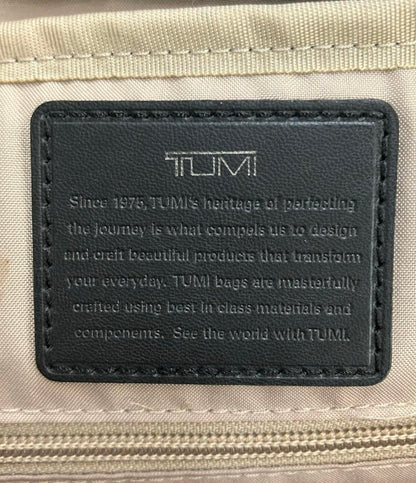 TUMI
Since 1975, TUMI's heritage of perfecting
the journey is what compels us to design
and craft beautiful products that transform
your everyday. TUMI bags are masterfully
crafted using best in class materials and
components. See the world with TUMI.